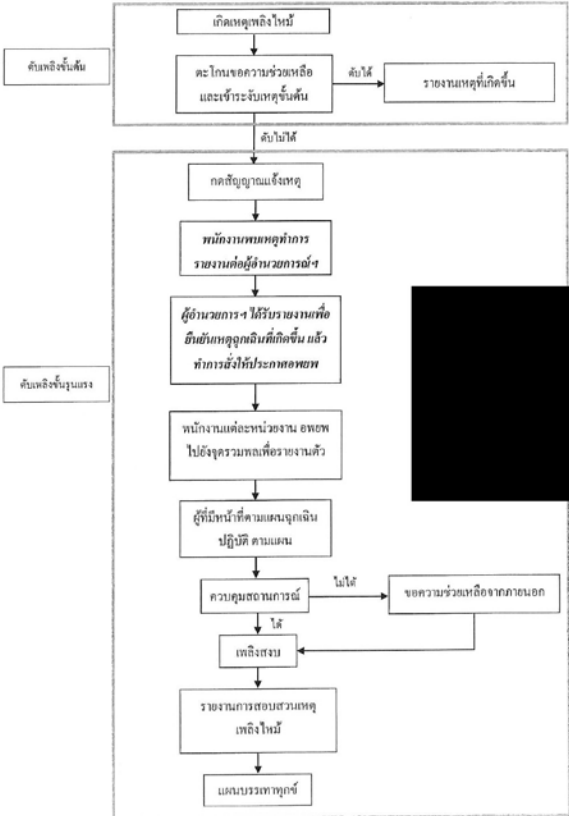 เกิดเหตุเพลิงไหม้
ดับเพลิงขั้นต้น
ตะโกนขอความช่วยเหลือ
และเข้าระงับเหตุขั้นต้น
ดับได้
รายงานเหตุที่เกิดขึ้น
ดับไม่ได้
กดสัญญาณแจ้งเหตุ
พนักงานพบเหตุทำการ
รายงานต่อผู้อำนวยการณ์ฯ
ผู้อำนวยการฯ ได้รับรายงานเพื่อ
ยืนยันเหตุฉุกเฉินที่เกิดขึ้น แล้ว
ทำการสั่งให้ประกาศอพยพ
ดับเพลิงขั้นรุนแรง
พนักงานแต่ละหน่วยงาน อพยพ
ไปยังจุดรวมพลเพื่อรายงานตัว
ผู้ที่มีหน้าที่ตามแผนฉุกเฉิน
ปฏิบัติ ตามแผน
ควบคุมสถานการณ์
ไม่ได้
ขอความช่วยเหลือจากภายนอก
ได้
เพลิงสงบ
รายงานการสอบสวนเหตุ
เพลิงไหม้
แผนบรรเทาทุกข์